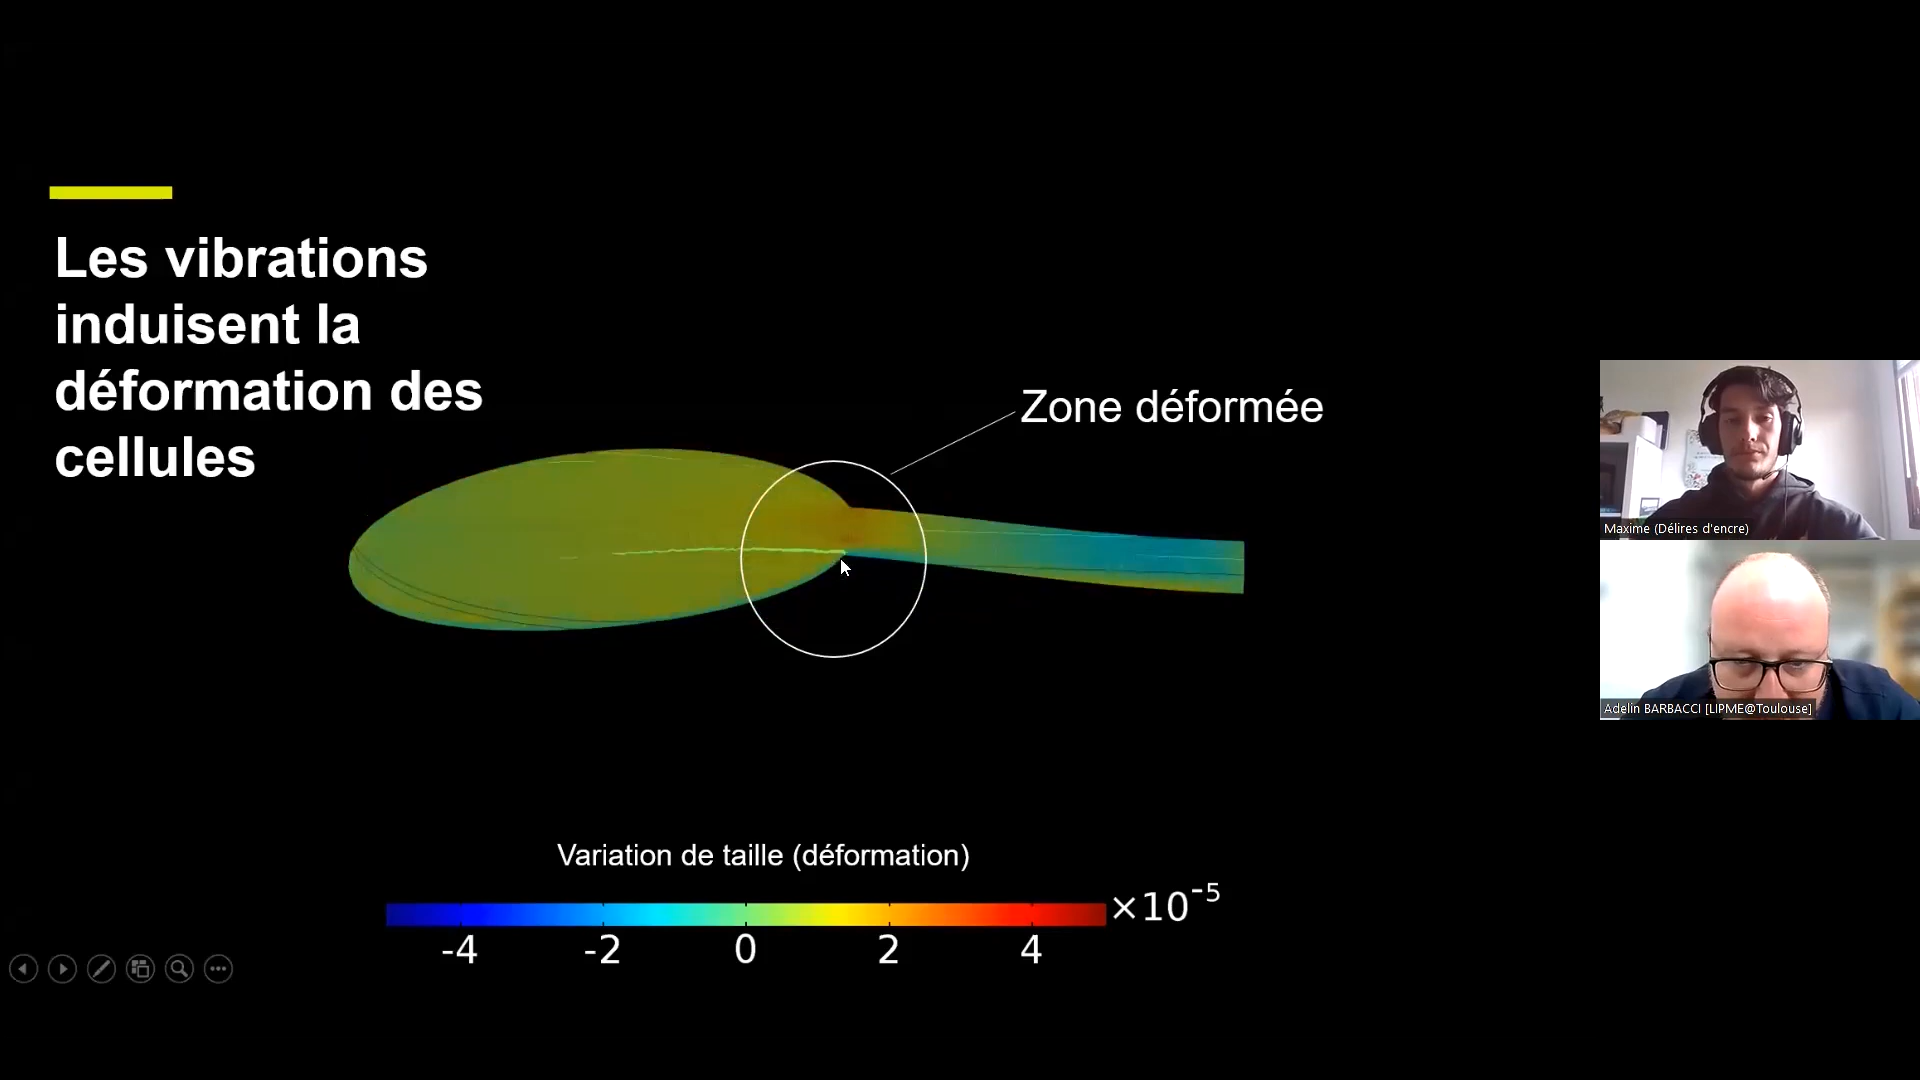 Les vibrations
induisent la
déformation des
cellules
Zone déformée
Maxime (Délires d'encre)
Adelin BARBACCI [LIPME@Toulouse]
Variation de taille (déformation)
×10⁻⁵
-4 -2 0 2 4